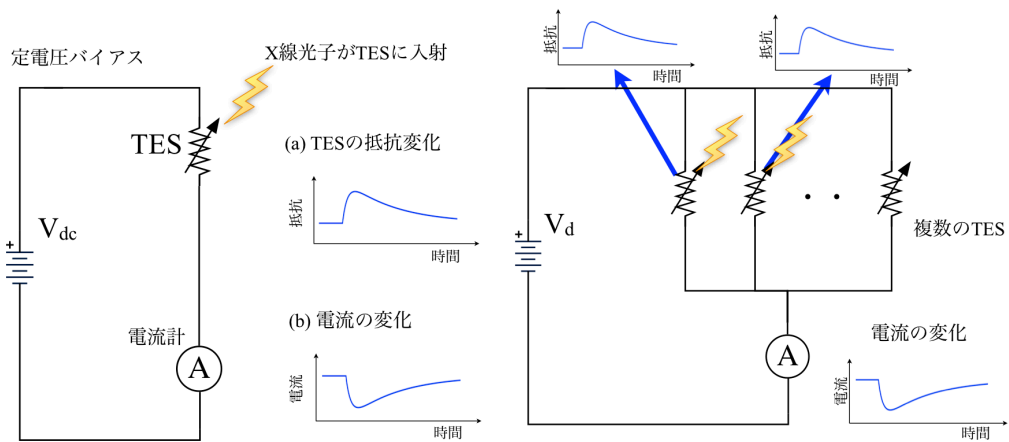 定電圧バイアス
X線光子がTESに入射
TES
(a) TESの抵抗変化
抵抗
時間
+
Vdc
(b) 電流の変化
電流計
A
電流
時間
抵抗
時間
抵抗
時間
+
Vd
・・
複数のTES
A
電流の変化
電流
時間